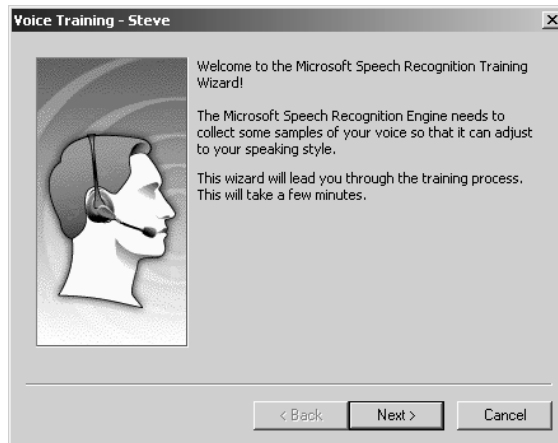 Voice Training - Steve
Welcome to the Microsoft Speech Recognition Training
Wizard!
The Microsoft Speech Recognition Engine needs to
collect some samples of your voice so that it can adjust
to your speaking style.
This wizard will lead you through the training process.
This will take a few minutes.
< Back
Next >
Cancel